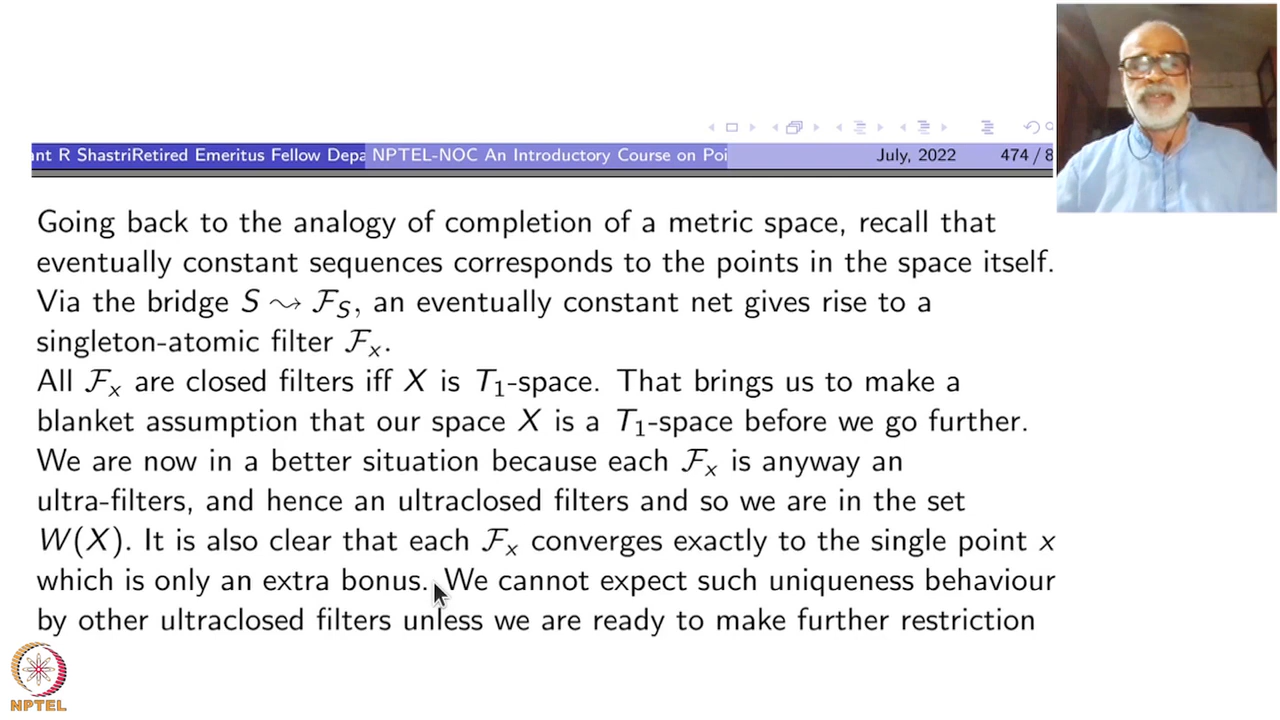 nt R ShastriRetired Emeritus Fellow Depa NPTEL-NOC An Introductory Course on Poi July, 2022 474 / 8
Going back to the analogy of completion of a metric space, recall that
eventually constant sequences corresponds to the points in the space itself.
Via the bridge S ⇝ ℱ_S, an eventually constant net gives rise to a
singleton-atomic filter ℱ_x.
All ℱ_x are closed filters iff X is T₁-space. That brings us to make a
blanket assumption that our space X is a T₁-space before we go further.
We are now in a better situation because each ℱ_x is anyway an
ultra-filters, and hence an ultraclosed filters and so we are in the set
W(X). It is also clear that each ℱ_x converges exactly to the single point x
which is only an extra bonus. We cannot expect such uniqueness behaviour
by other ultraclosed filters unless we are ready to make further restriction
NPTEL